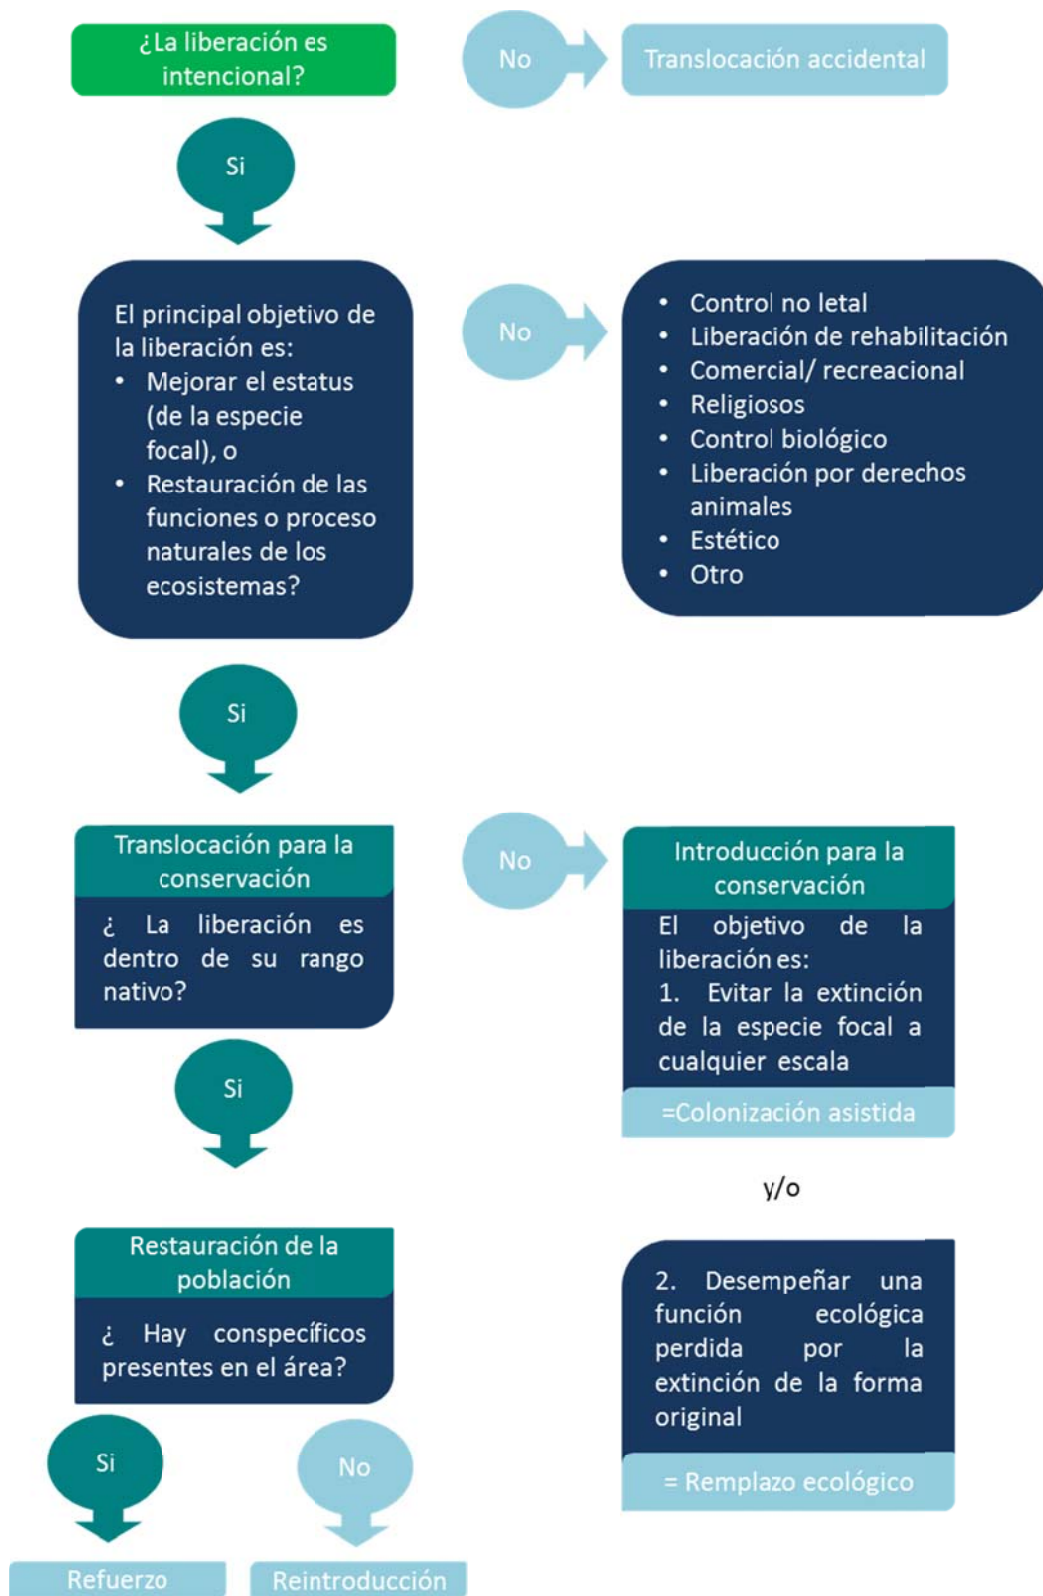 ¿La liberación es
intencional?
No
Translocación accidental
Si
El principal objetivo de
la liberación es:
• Mejorar el estatus
(de la especie
focal), o
• Restauración de las
funciones o proceso
naturales de los
ecosistemas?
No
• Control no letal
• Liberación de rehabilitación
• Comercial/ recreacional
• Religiosos
• Control biológico
• Liberación por derechos
animales
• Estético
• Otro
Si
Translocación para la
conservación
¿ La liberación es
dentro de su rango
nativo?
No
Introducción para la
conservación
El objetivo de la
liberación es:
1. Evitar la extinción
de la especie focal a
cualquier escala
=Colonización asistida
y/o
2. Desempeñar una
función ecológica
perdida por la
extinción de la forma
original
= Remplazo ecológico
Si
Restauración de la
población
¿ Hay conspecíficos
presentes en el área?
Si
No
Refuerzo
Reintroducción